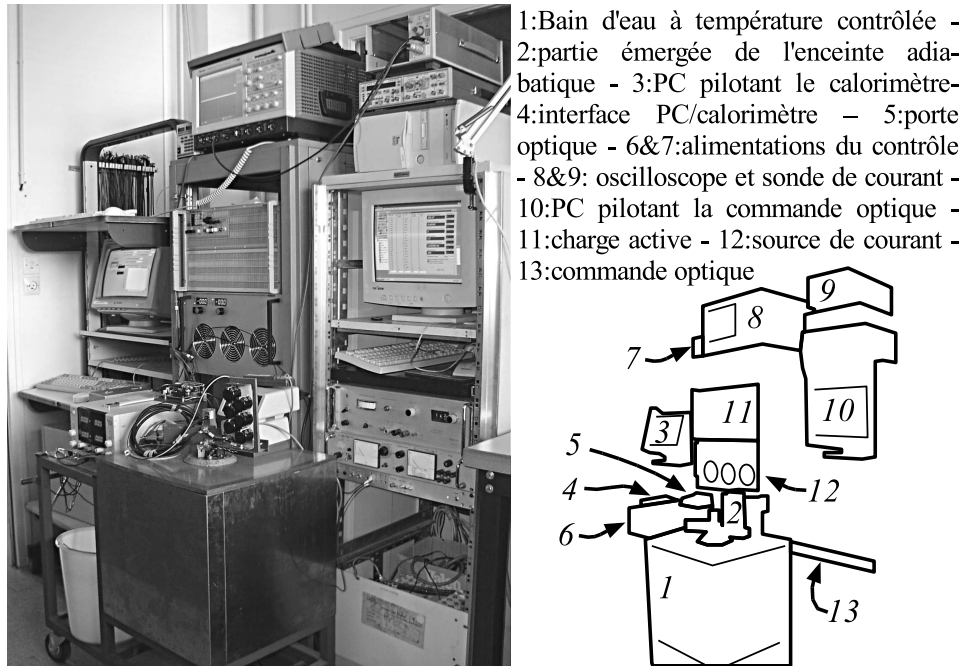 1:Bain d'eau à température contrôlée -
2:partie émergée de l'enceinte adia-
batique - 3:PC pilotant le calorimètre-
4:interface PC/calorimètre – 5:porte
optique - 6&7:alimentations du contrôle
- 8&9: oscilloscope et sonde de courant -
10:PC pilotant la commande optique -
11:charge active - 12:source de courant -
13:commande optique
9
8
7
10
11
3
5
12
4
2
6
1
13